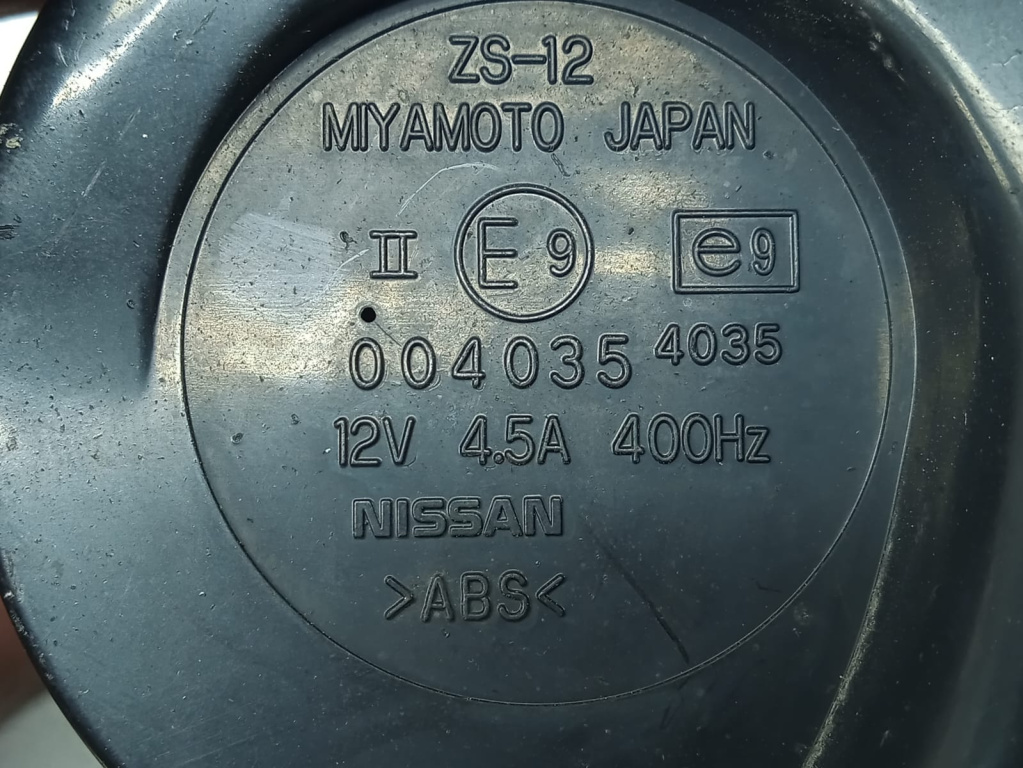 ZS-12
MIYAMOTO JAPAN
II E9 e9
004035 4035
12V 4.5A 400Hz
NISSAN
>ABS<